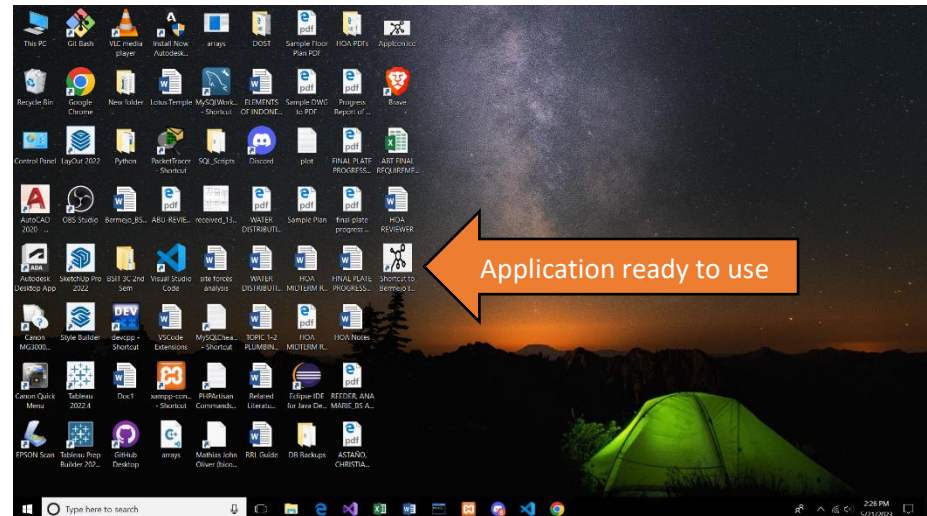 This PC
Git Bash
VLC media
player
Install Now
Autodesk...
arrays
DOST
Sample Floor
Plan PDF
HOA PDFs
AppIcon.ico
Recycle Bin
Google
Chrome
New folder
Lotus Temple
MySQLWork...
- Shortcut
ELEMENTS
OF INDONE...
Sample DWG
to PDF
Progress
Report of ...
Brave
Control Panel
LayOut 2022
Python
PacketTracer
- Shortcut
SQL_Scripts
Discord
plot
FINAL PLATE
PROGRESS...
ABT FINAL
REQUIREME...
AutoCAD
2020 ...
OBS Studio
Bermejo_BS...
ABU-REVIE...
received_13...
WATER
DISTRIBUTI...
Sample Plan
final plate
progress ...
HOA
REVIEWER
Autodesk
Desktop App
SketchUp Pro
2022
BSIT 3C 2nd
Sem
Visual Studio
Code
site forces
analysis
WATER
DISTRIBUTI...
HOA
MIDTERM R...
FINAL PLATE
PROGRESS...
Shortcut to
Bermejo's...
Application ready to use
Canon
MG3000...
Style Builder
devcpp -
Shortcut
VSCode
Extensions
MySQLChea...
- Shortcut
TOPIC 1-2
PLUMBIN...
HOA
MIDTERM R...
HOA Notes
Canon Quick
Menu
Tableau
2022.4
Doc1
xampp-con...
- Shortcut
PHPArtisan
Commands...
Related
Literatu...
Eclipse IDE
for Java De...
REEDER, ANA
MARIE_BS A...
EPSON Scan
Tableau Prep
Builder 202...
GitHub
Desktop
arrays
Mathias John
Oliver (bico...
RRL Guide
DB Backups
ASTAÑO,
CHRISTIA...
Type here to search
2:26 PM
5/21/2023